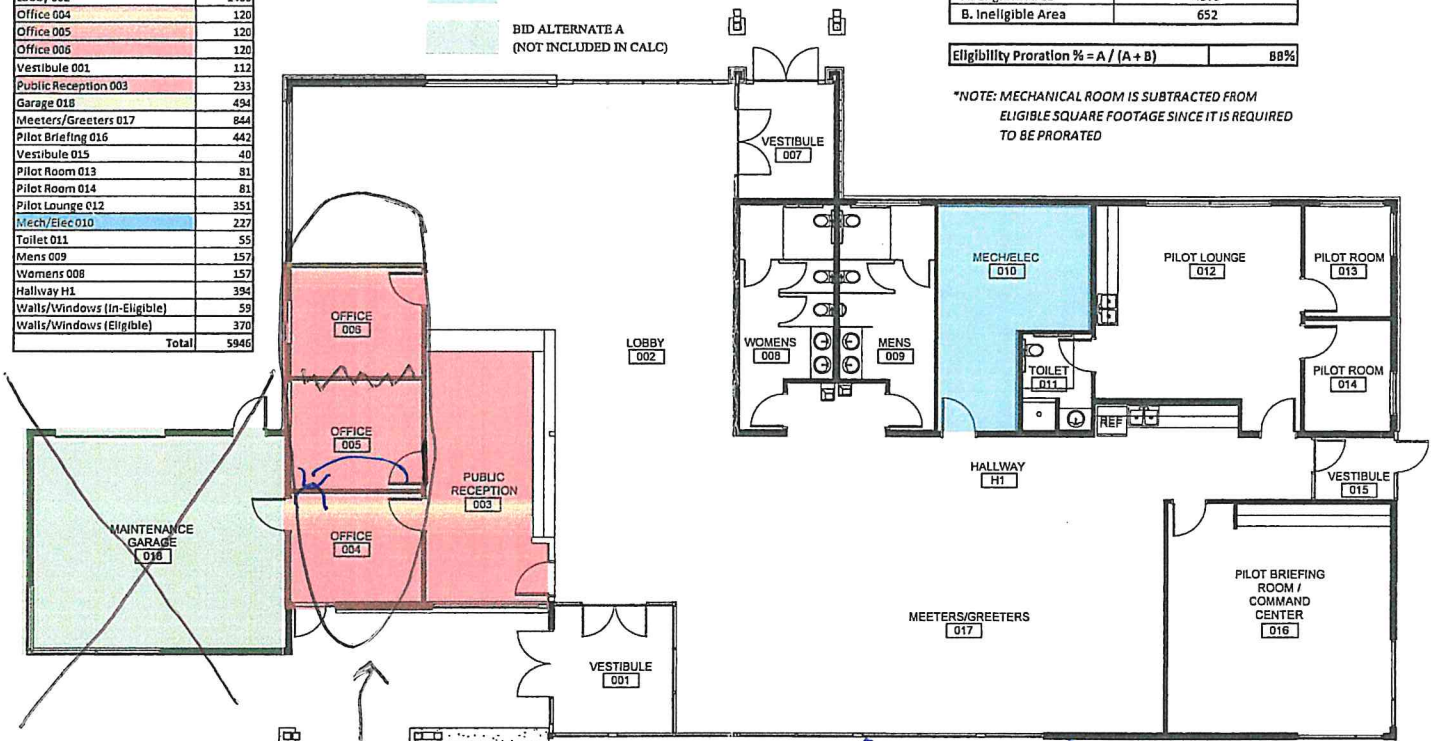 Office 004 120
Office 005 120
Office 006 120
Vestibule 001 112
Public Reception 003 233
Garage 018 494
Meeters/Greeters 017 844
Pilot Briefing 016 442
Vestibule 015 40
Pilot Room 013 81
Pilot Room 014 81
Pilot Lounge 012 351
Mech/Elec 010 227
Toilet 011 55
Mens 009 157
Womens 008 157
Hallway H1 394
Walls/Windows (In-Eligible) 59
Walls/Windows (Eligible) 370
Total 5946
BID ALTERNATE A
(NOT INCLUDED IN CALC)
B. Ineligible Area 652
Eligibility Proration % = A / (A + B) 88%
*NOTE: MECHANICAL ROOM IS SUBTRACTED FROM
ELIGIBLE SQUARE FOOTAGE SINCE IT IS REQUIRED
TO BE PRORATED
VESTIBULE
007
MECH/ELEC
010
PILOT LOUNGE
012
PILOT ROOM
013
OFFICE
006
LOBBY
002
WOMENS
008
MENS
009
TOILET
011
PILOT ROOM
014
REF
OFFICE
005
PUBLIC
RECEPTION
003
HALLWAY
H1
VESTIBULE
015
MAINTENANCE
GARAGE
018
OFFICE
004
PILOT BRIEFING
ROOM /
COMMAND
CENTER
016
MEETERS/GREETERS
017
VESTIBULE
001